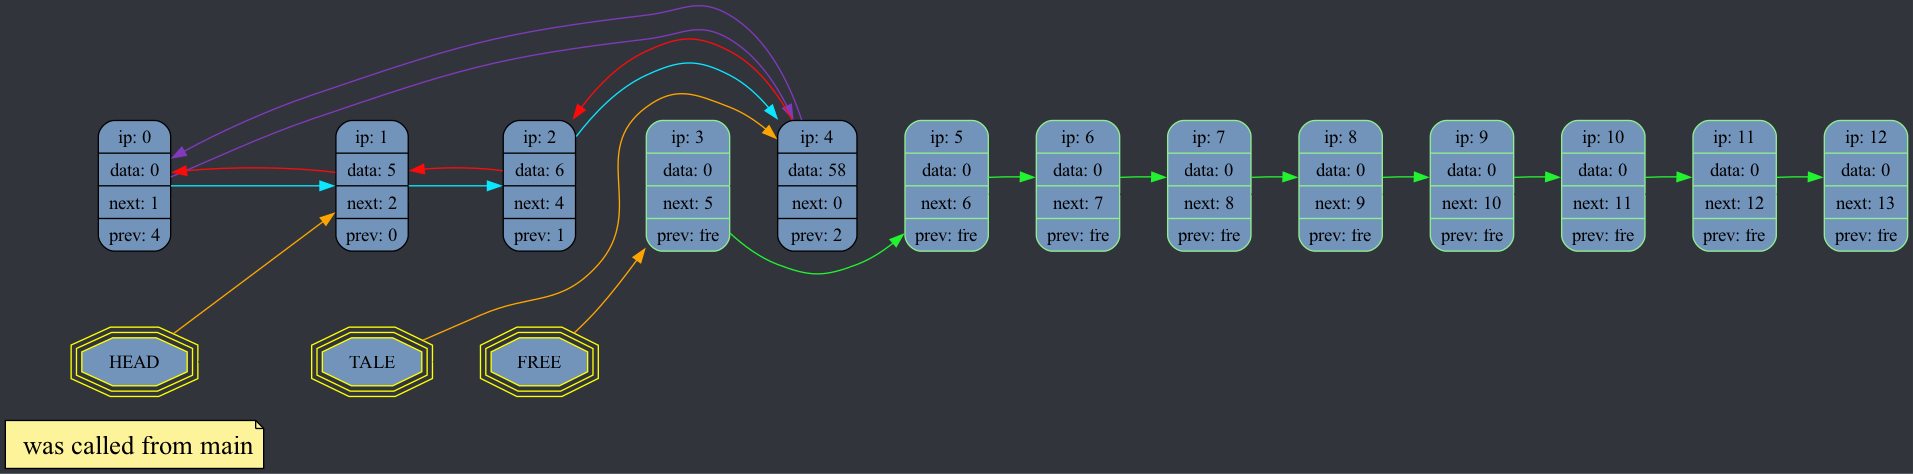 ip: 0
data: 0
next: 1
prev: 4
ip: 1
data: 5
next: 2
prev: 0
ip: 2
data: 6
next: 4
prev: 1
ip: 3
data: 0
next: 5
prev: fre
ip: 4
data: 58
next: 0
prev: 2
ip: 5
data: 0
next: 6
prev: fre
ip: 6
data: 0
next: 7
prev: fre
ip: 7
data: 0
next: 8
prev: fre
ip: 8
data: 0
next: 9
prev: fre
ip: 9
data: 0
next: 10
prev: fre
ip: 10
data: 0
next: 11
prev: fre
ip: 11
data: 0
next: 12
prev: fre
ip: 12
data: 0
next: 13
prev: fre
HEAD
TALE
FREE
was called from main